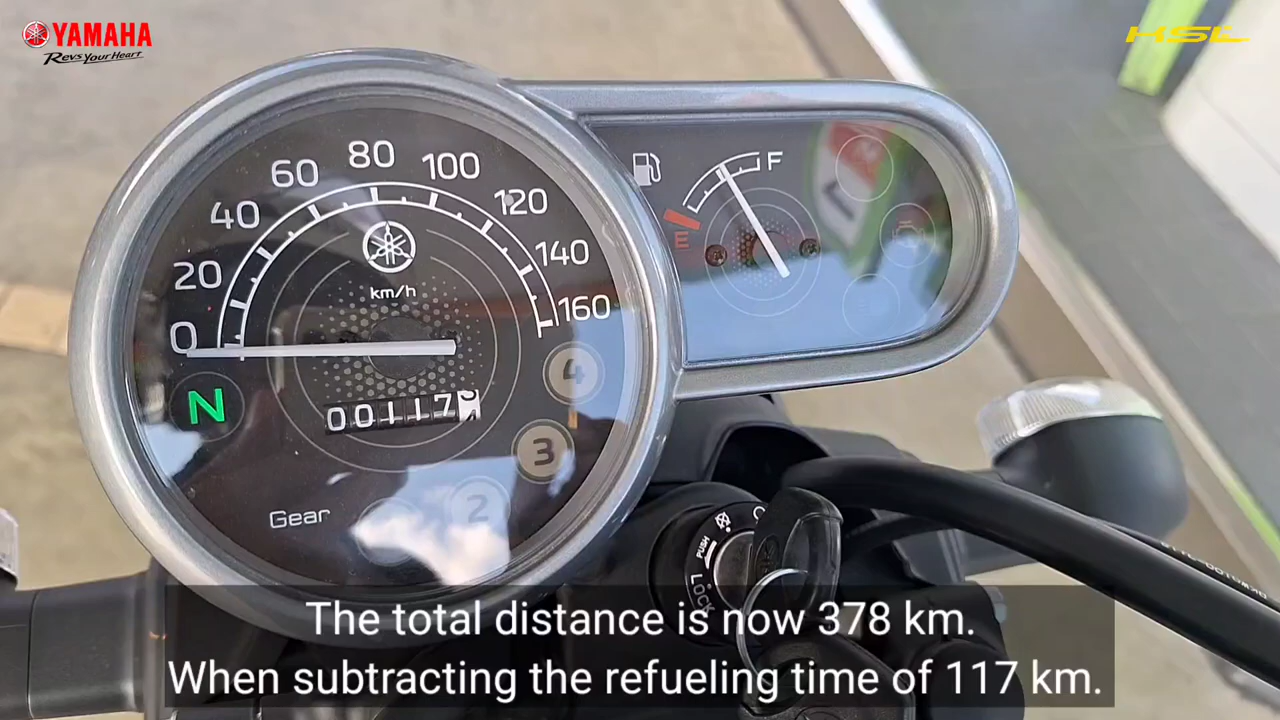 YAMAHA
Revs Your Heart
HSL
0
20
40
60
80
100
120
140
160
km/h
F
E
N
00117
4
3
2
Gear
PUSH
LOCK
The total distance is now 378 km.
When subtracting the refueling time of 117 km.